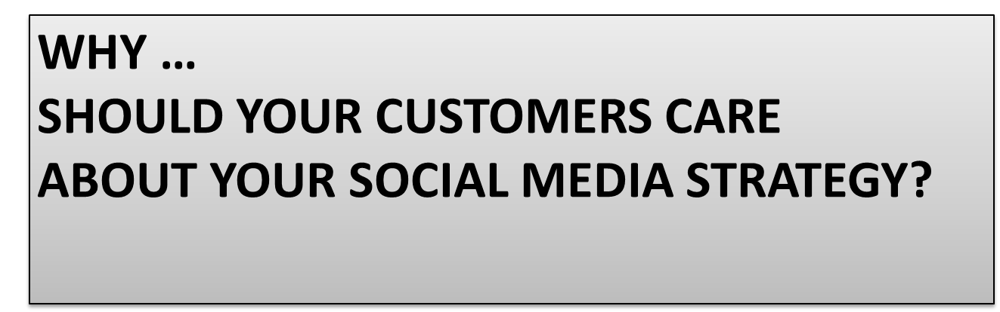 WHY …
SHOULD YOUR CUSTOMERS CARE
ABOUT YOUR SOCIAL MEDIA STRATEGY?